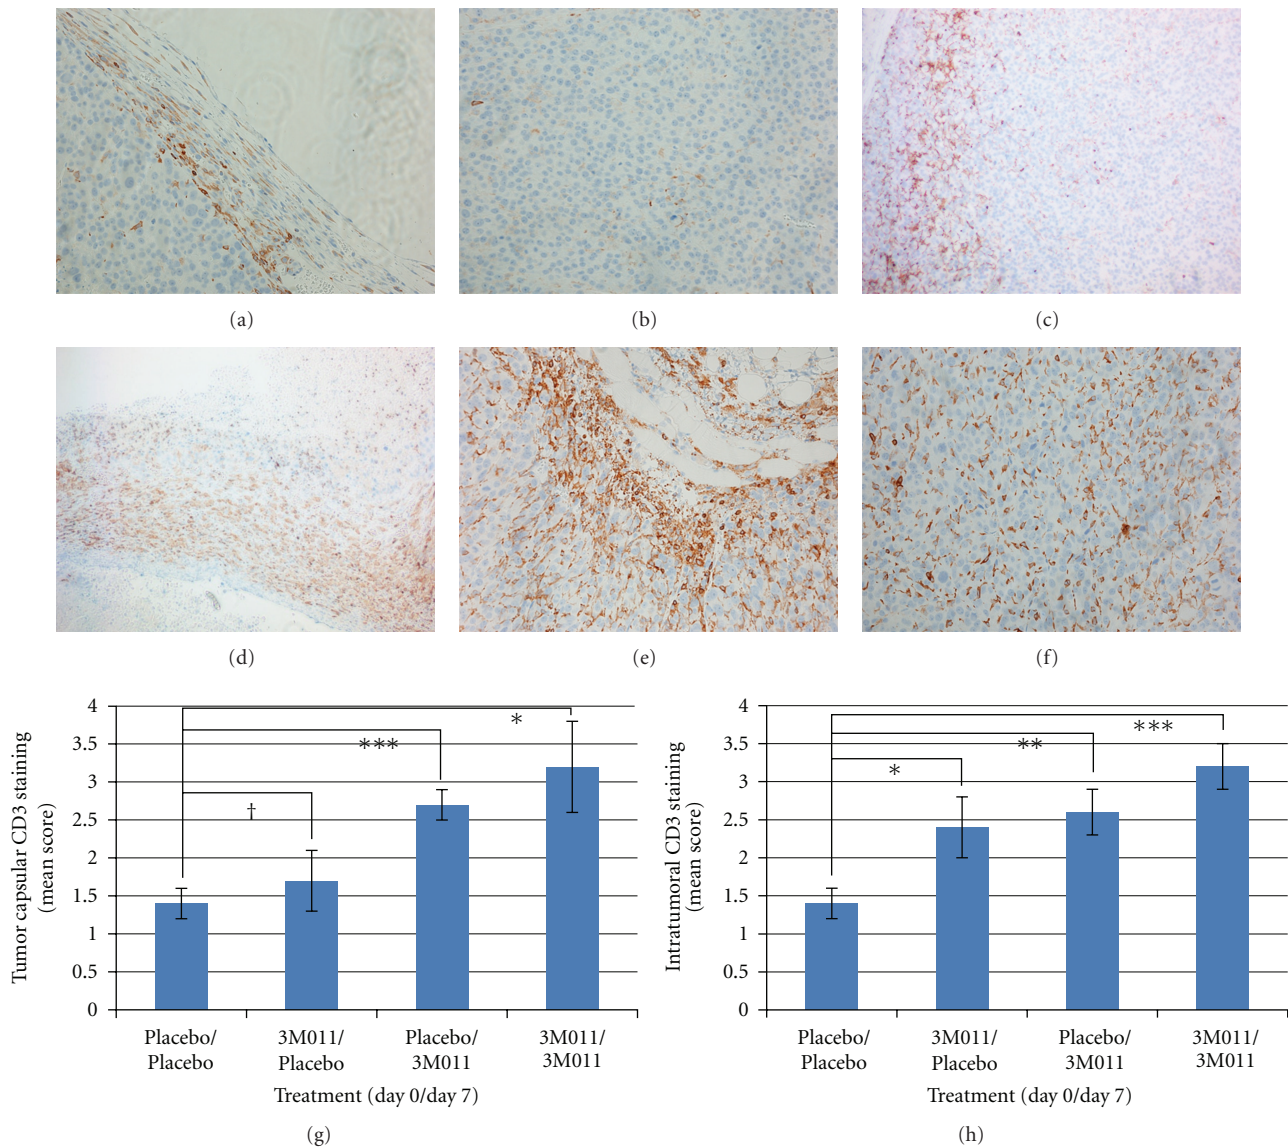 (a)
(b)
(c)
(d)
(e)
(f)
Tumor capsular CD3 staining
(mean score)
4
3.5
3
2.5
2
1.5
1
0.5
0
†
***
*
Placebo/
Placebo
3M011/
Placebo
Placebo/
3M011
3M011/
3M011
Treatment (day 0/day 7)
(g)
Intratumoral CD3 staining
(mean score)
4
3.5
3
2.5
2
1.5
1
0.5
0
*
**
***
Placebo/
Placebo
3M011/
Placebo
Placebo/
3M011
3M011/
3M011
Treatment (day 0/day 7)
(h)